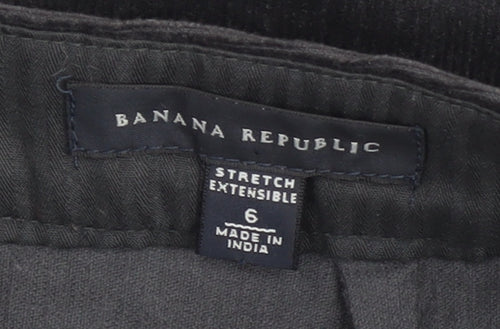 BANANA REPUBLIC
STRETCH
EXTENSIBLE
6
MADE IN
INDIA